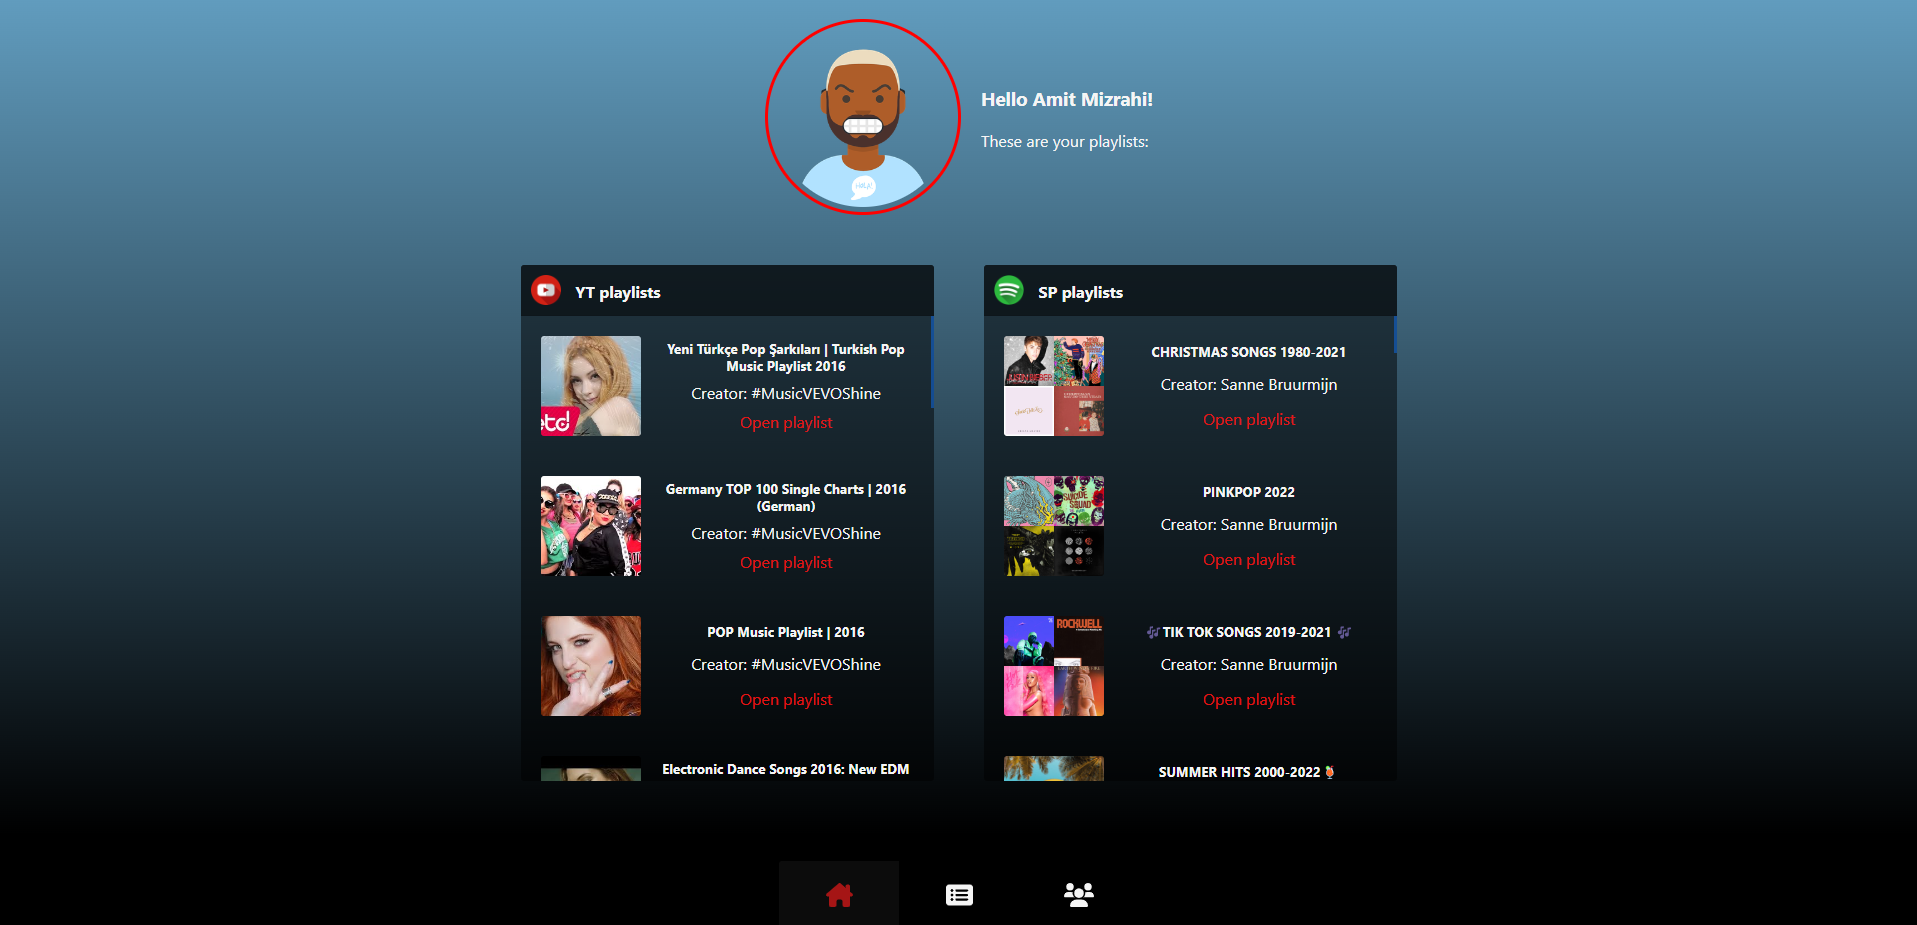 Hello Amit Mizrahi!
These are your playlists:
YT playlists
Yeni Türkçe Pop Şarkıları | Turkish Pop
Music Playlist 2016
Creator: #MusicVEVOShine
Open playlist
Germany TOP 100 Single Charts | 2016
(German)
Creator: #MusicVEVOShine
Open playlist
POP Music Playlist | 2016
Creator: #MusicVEVOShine
Open playlist
Electronic Dance Songs 2016: New EDM
SP playlists
CHRISTMAS SONGS 1980-2021
Creator: Sanne Bruurmijn
Open playlist
PINKPOP 2022
Creator: Sanne Bruurmijn
Open playlist
🎶 TIK TOK SONGS 2019-2021 🎶
Creator: Sanne Bruurmijn
Open playlist
SUMMER HITS 2000-2022🍹
etd
SUICIDE
SQUAD
ROCKWELL